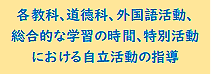 各教科、道徳科、外国語活動、
総合的な学習の時間、特別活動
における自立活動の指導